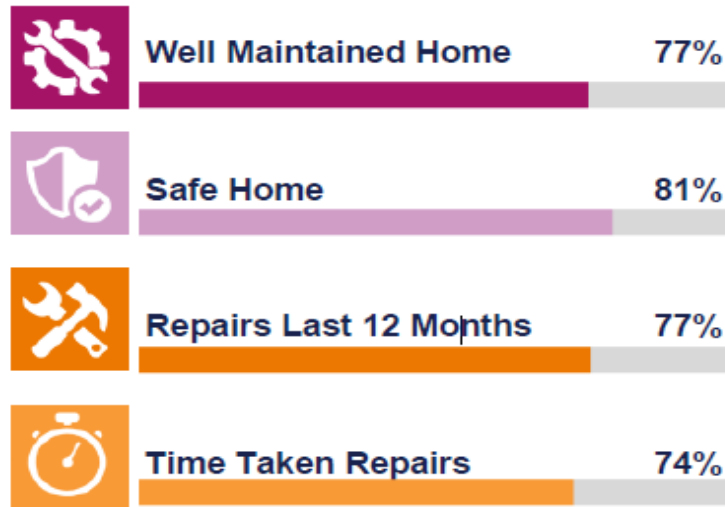 Well Maintained Home 77%
Safe Home 81%
Repairs Last 12 Months 77%
Time Taken Repairs 74%